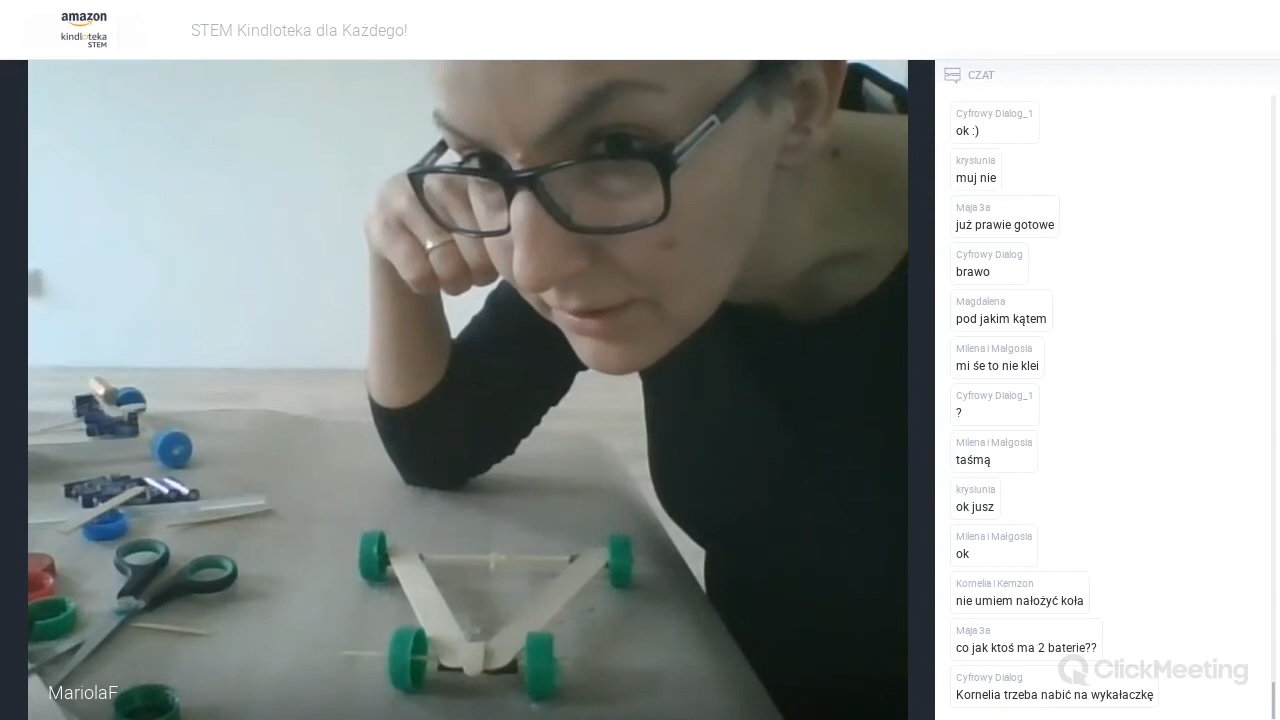 amazon
kindloteka
STEM
STEM Kindloteka dla Każdego!
CZAT
Cyfrowy Dialog_1
ok :)
krysiunia
muj nie
Maja 3a
już prawie gotowe
Cyfrowy Dialog
brawo
Magdalena
pod jakim kątem
Milena i Małgosia
mi śe to nie klei
Cyfrowy Dialog_1
?
Milena i Małgosia
taśmą
krysiunia
ok jusz
Milena i Małgosia
ok
Kornelia i Kemzon
nie umiem nałożyć koła
Maja 3a
co jak ktoś ma 2 baterie??
Cyfrowy Dialog
Kornelia trzeba nabić na wykałaczkę
ClickMeeting
MariolaF